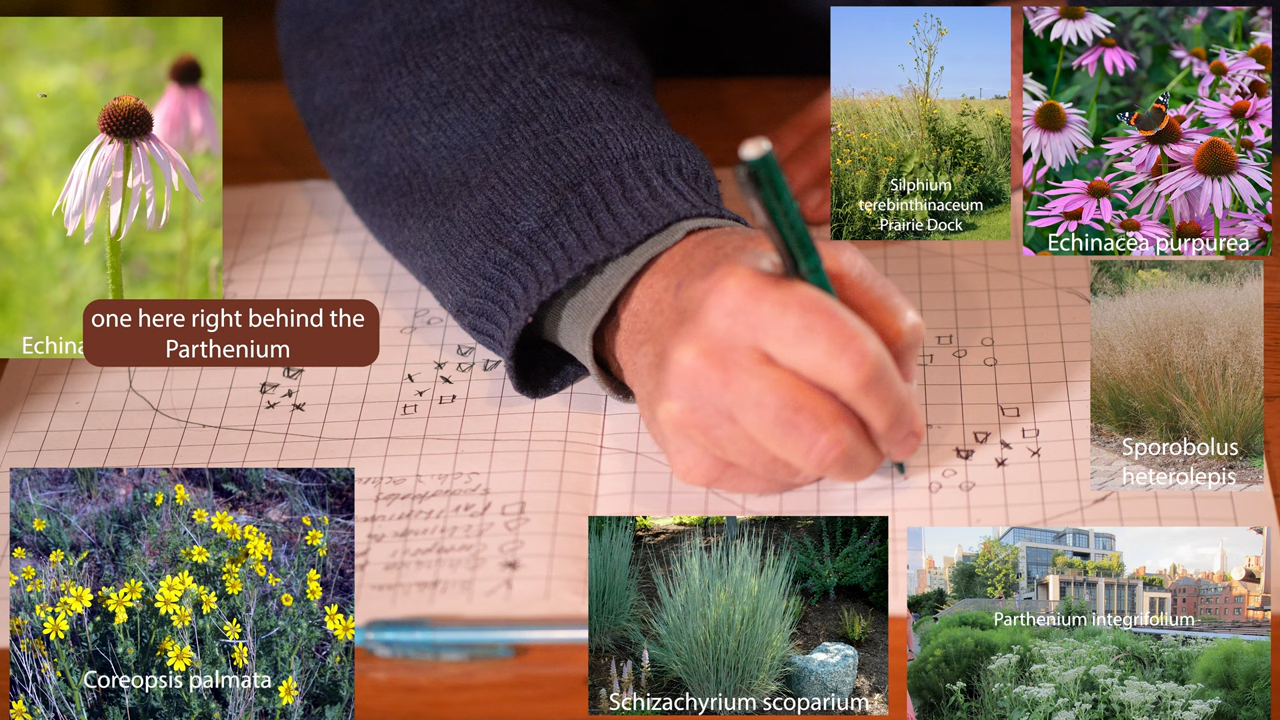 Silphium
terebinthinaceum
Prairie Dock
Echinacea purpurea
one here right behind the
Parthenium
Echina
Sporobolus
heterolepis
Coreopsis palmata
Schizachyrium scoparium
Parthenium integrifolium